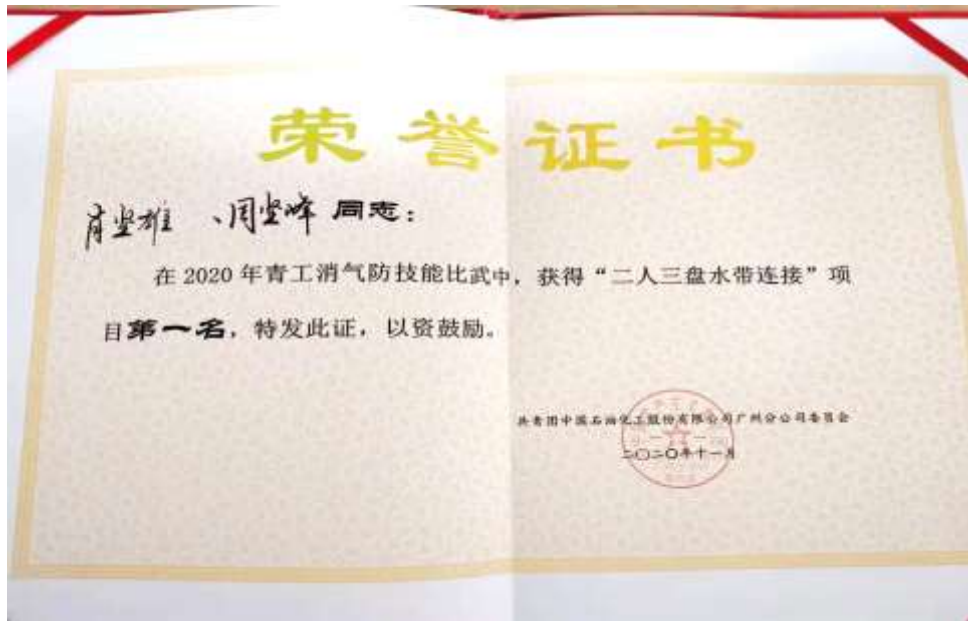 荣誉证书
肖坚雄 、周坚峰 同志：
在 2020 年青工消气防技能比武中，获得“二人三盘水带连接”项
目第一名，特发此证，以资鼓励。
共青团中国石油化工股份有限公司广州分公司委员会
二〇二〇年十一月